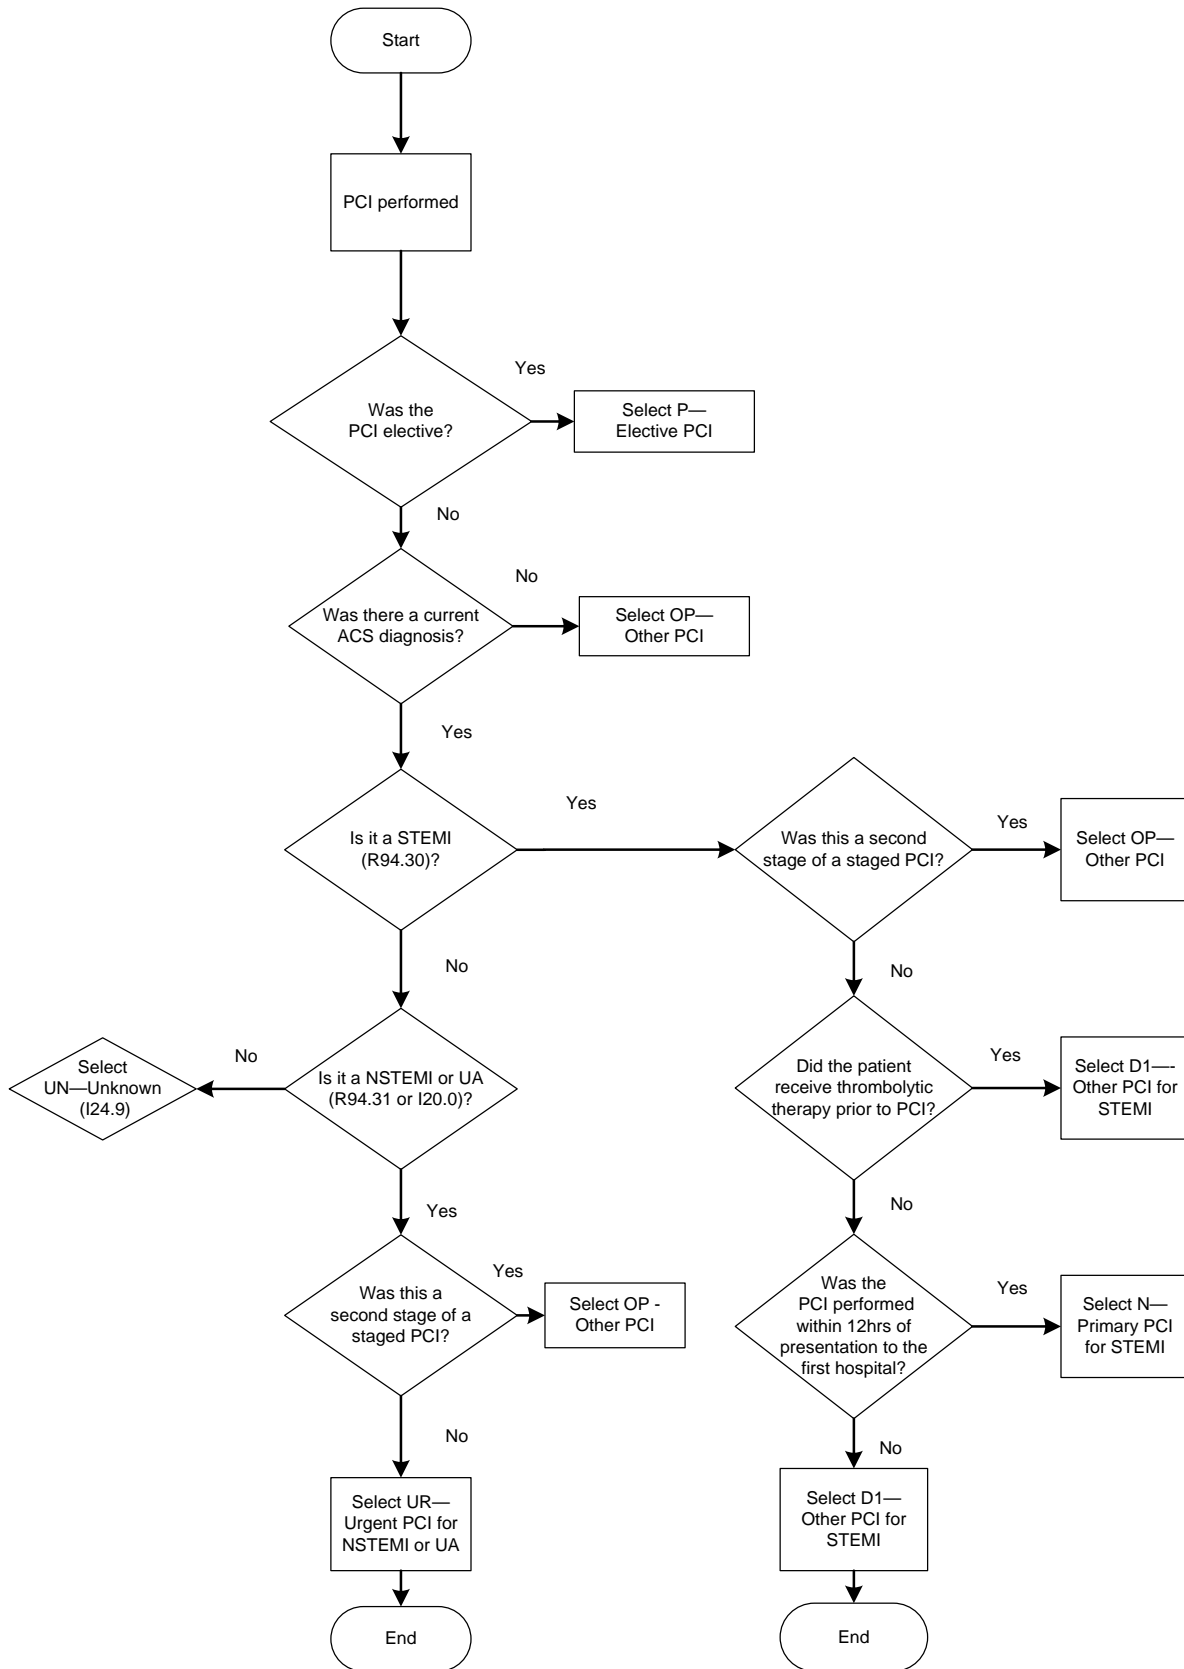 Start
PCI performed
Was the
PCI elective?
Yes
Select P—
Elective PCI
No
Was there a current
ACS diagnosis?
No
Select OP—
Other PCI
Yes
Is it a STEMI
(R94.30)?
Yes
Was this a second
stage of a staged PCI?
Yes
Select OP—
Other PCI
No
No
Select
UN—Unknown
(I24.9)
No
Is it a NSTEMI or UA
(R94.31 or I20.0)?
Did the patient
receive thrombolytic
therapy prior to PCI?
Yes
Select D1—-
Other PCI for
STEMI
Yes
No
Was this a
second stage of a
staged PCI?
Yes
Select OP -
Other PCI
Was the
PCI performed
within 12hrs of
presentation to the
first hospital?
Yes
Select N—
Primary PCI
for STEMI
No
No
Select UR—
Urgent PCI for
NSTEMI or UA
Select D1—
Other PCI for
STEMI
End
End